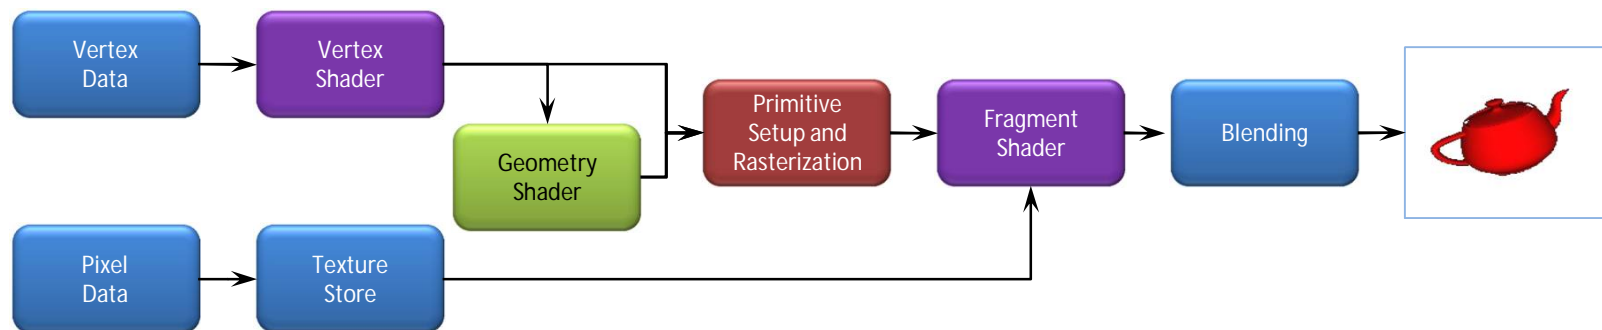 Vertex
Data
Vertex
Shader
Geometry
Shader
Primitive
Setup and
Rasterization
Fragment
Shader
Blending
Pixel
Data
Texture
Store